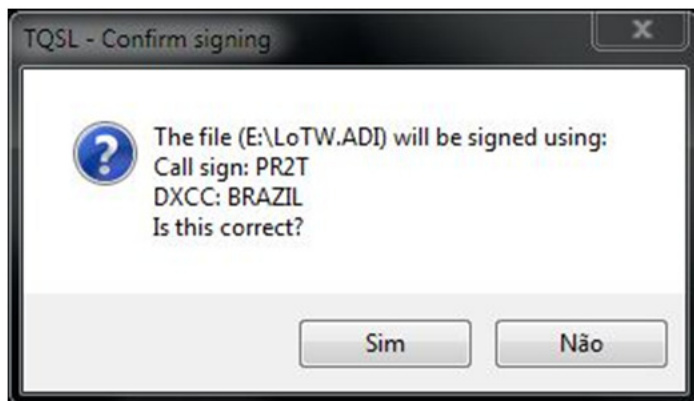 TQSL - Confirm signing
The file (E:\LoTW.ADI) will be signed using:
Call sign: PR2T
DXCC: BRAZIL
Is this correct?
Sim
Não